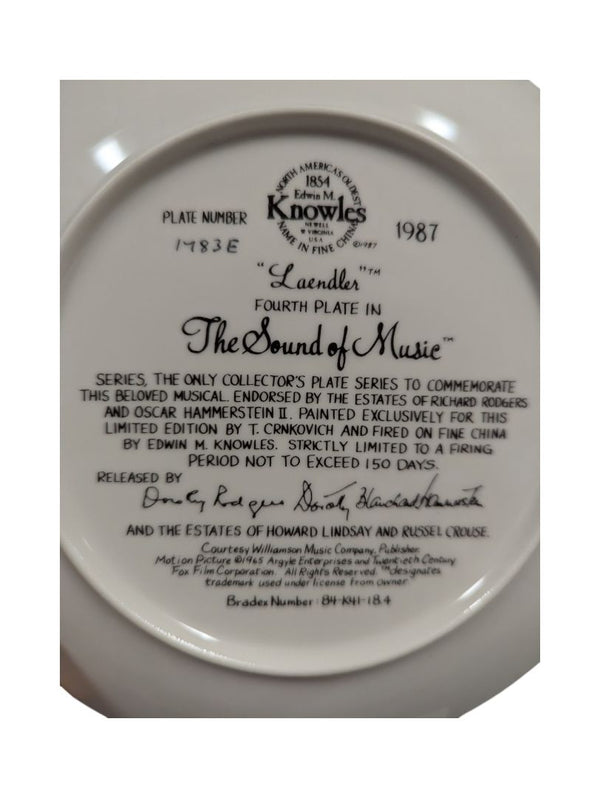 NORTH AMERICA'S OLDEST
1854
Edwin M.
Knowles
NEWELL
W VIRGINIA
U.S.A.
NAME IN FINE CHINA
©1987
PLATE NUMBER
1783E
1987
"Laendler"™
FOURTH PLATE IN
The Sound of Music™
SERIES, THE ONLY COLLECTOR'S PLATE SERIES TO COMMEMORATE
THIS BELOVED MUSICAL. ENDORSED BY THE ESTATES OF RICHARD RODGERS
AND OSCAR HAMMERSTEIN II. PAINTED EXCLUSIVELY FOR THIS
LIMITED EDITION BY T. CRNKOVICH AND FIRED ON FINE CHINA
BY EDWIN M. KNOWLES. STRICTLY LIMITED TO A FIRING
PERIOD NOT TO EXCEED 150 DAYS.
RELEASED BY
Dorothy Rodgers Dorothy Blanchard Hammerstein
AND THE ESTATES OF HOWARD LINDSAY AND RUSSEL CROUSE.
Courtesy Williamson Music Company, Publisher.
Motion Picture ©1965 Argyle Enterprises and Twentieth Century
Fox Film Corporation. All Rights Reserved. ™designates
trademark used under license from owner.
Bradex Number: 84-K41-18.4